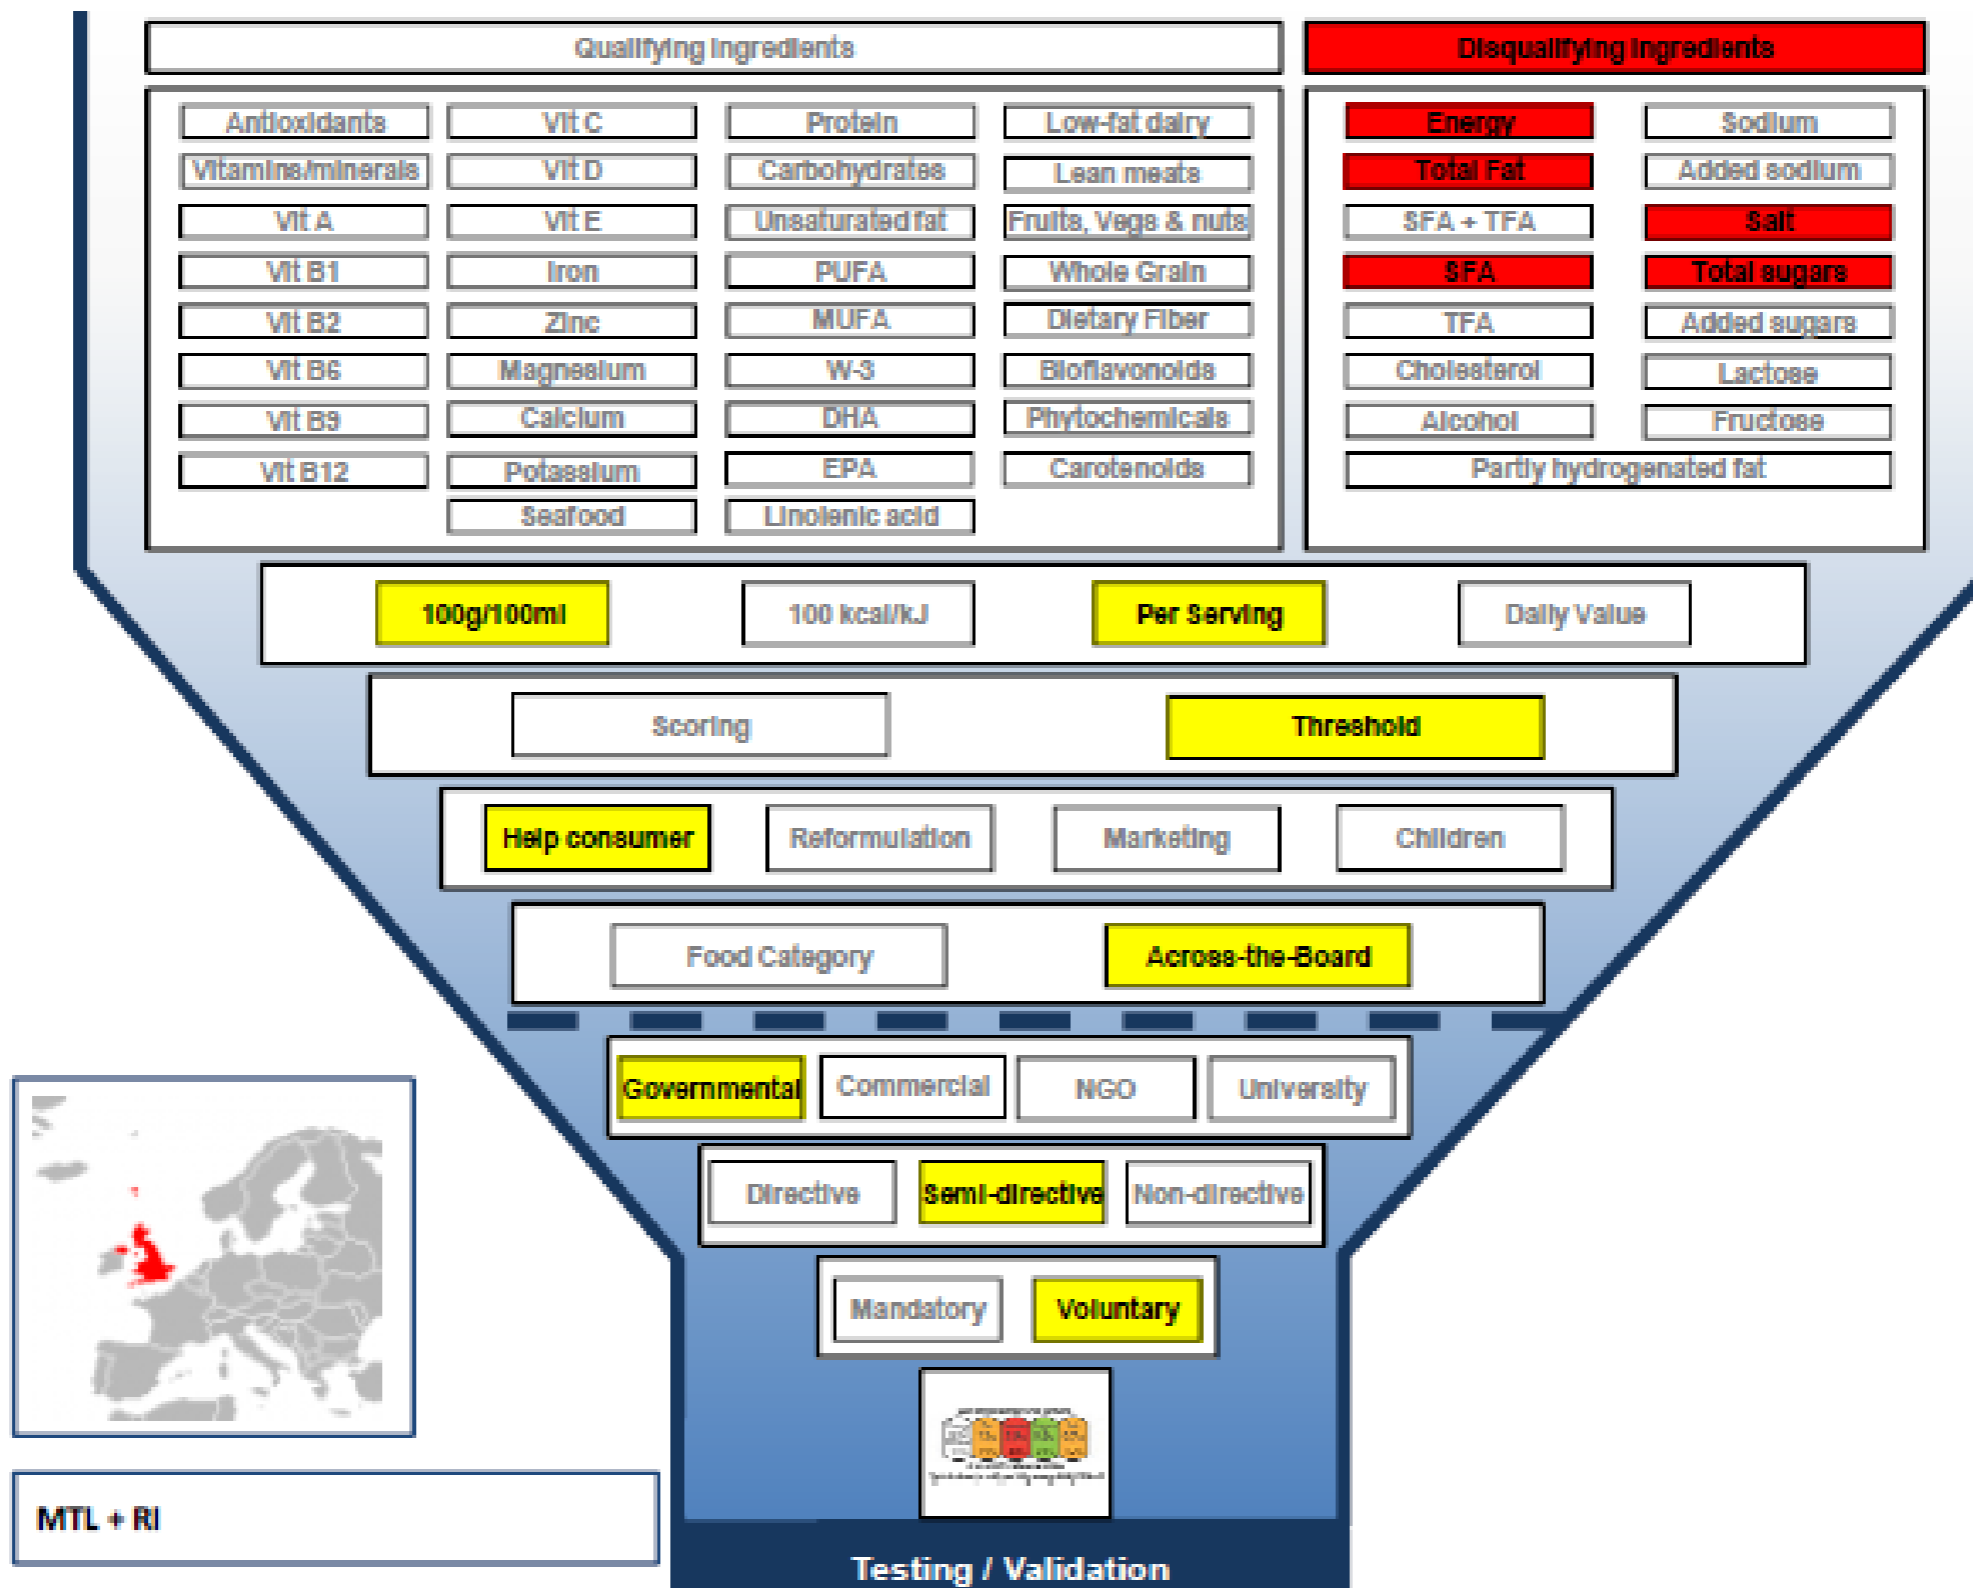 Qualifying Ingredients
Disqualifying Ingredients
Antioxidants Vit C Protein Low-fat dairy
Vitamins/minerals Vit D Carbohydrates Lean meats
Vit A Vit E Unsaturated fat Fruits, Vegs & nuts
Vit B1 Iron PUFA Whole Grain
Vit B2 Zinc MUFA Dietary Fiber
Vit B6 Magnesium W-3 Bioflavonoids
Vit B9 Calcium DHA Phytochemicals
Vit B12 Potassium EPA Carotenoids
Seafood Linolenic acid
Energy Sodium
Total Fat Added sodium
SFA + TFA Salt
SFA Total sugars
TFA Added sugars
Cholesterol Lactose
Alcohol Fructose
Partly hydrogenated fat
100g/100ml 100 kcal/kJ Per Serving Daily Value
Scoring Threshold
Help consumer Reformulation Marketing Children
Food Category Across-the-Board
Governmental Commercial NGO University
Directive Semi-directive Non-directive
Mandatory Voluntary
MTL + RI
Testing / Validation